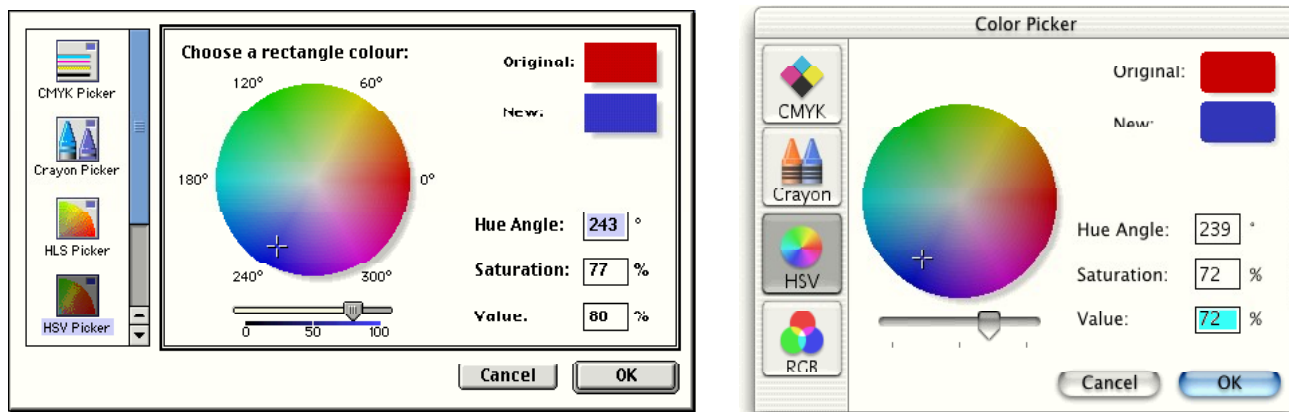 Choose a rectangle colour:
Original:
New:
120° 60°
180° 0°
240° 300°
0 50 100
Hue Angle: 243 °
Saturation: 77 %
Value: 80 %
CMYK Picker
Crayon Picker
HLS Picker
HSV Picker
Cancel OK
Color Picker
CMYK
Crayon
HSV
RGB
Original:
New:
Hue Angle: 239 °
Saturation: 72 %
Value: 72 %
Cancel OK